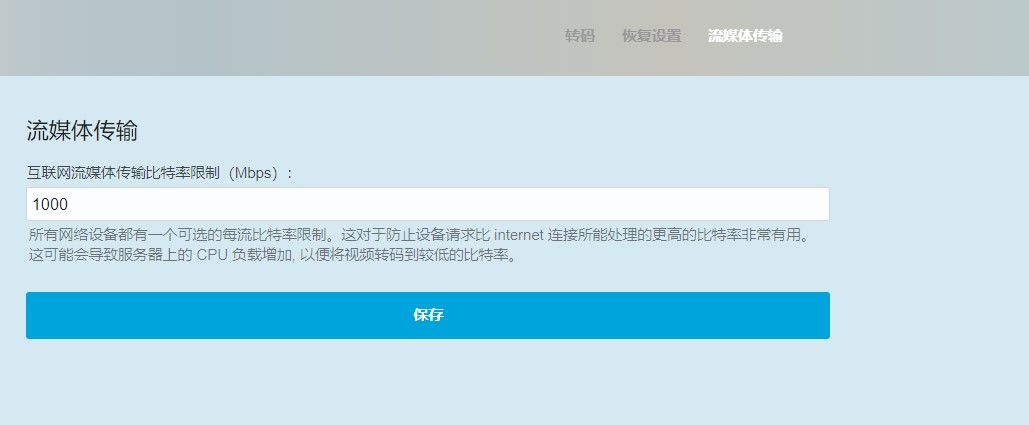 转码 恢复设置 流媒体传输
流媒体传输
互联网流媒体传输比特率限制（Mbps）:
1000
所有网络设备都有一个可选的每流比特率限制。这对于防止设备请求比 internet 连接所能处理的更高的比特率非常有用。
这可能会导致服务器上的 CPU 负载增加, 以便将视频转码到较低的比特率。
保存